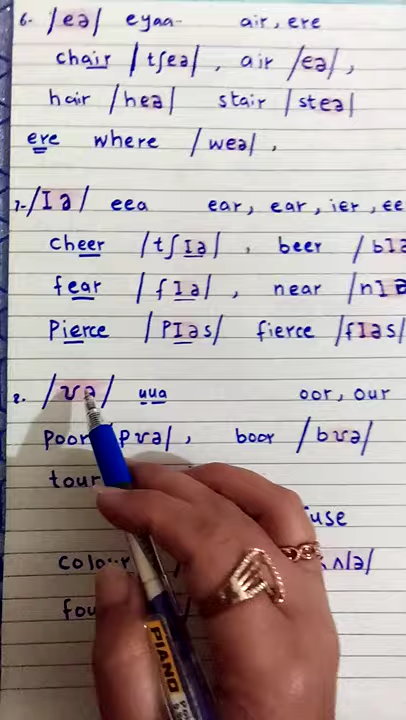 6- /eə/ eyaa- air, ere
chair /tʃeə/, air /eə/,
hair /heə/ stair /steə/
ere where /weə/,
7- /Iə/ eea ear, ear, ier, ee
cheer /tʃIə/, beer /bIə
fear /fIə/, near /nIə
Pierce /PIəs/ fierce /fIəs/
8. /ʊə/ uua oor, our
poor /pʊə/, boor /bʊə/
tour
use
colour ʌlə/
fou
PIANO